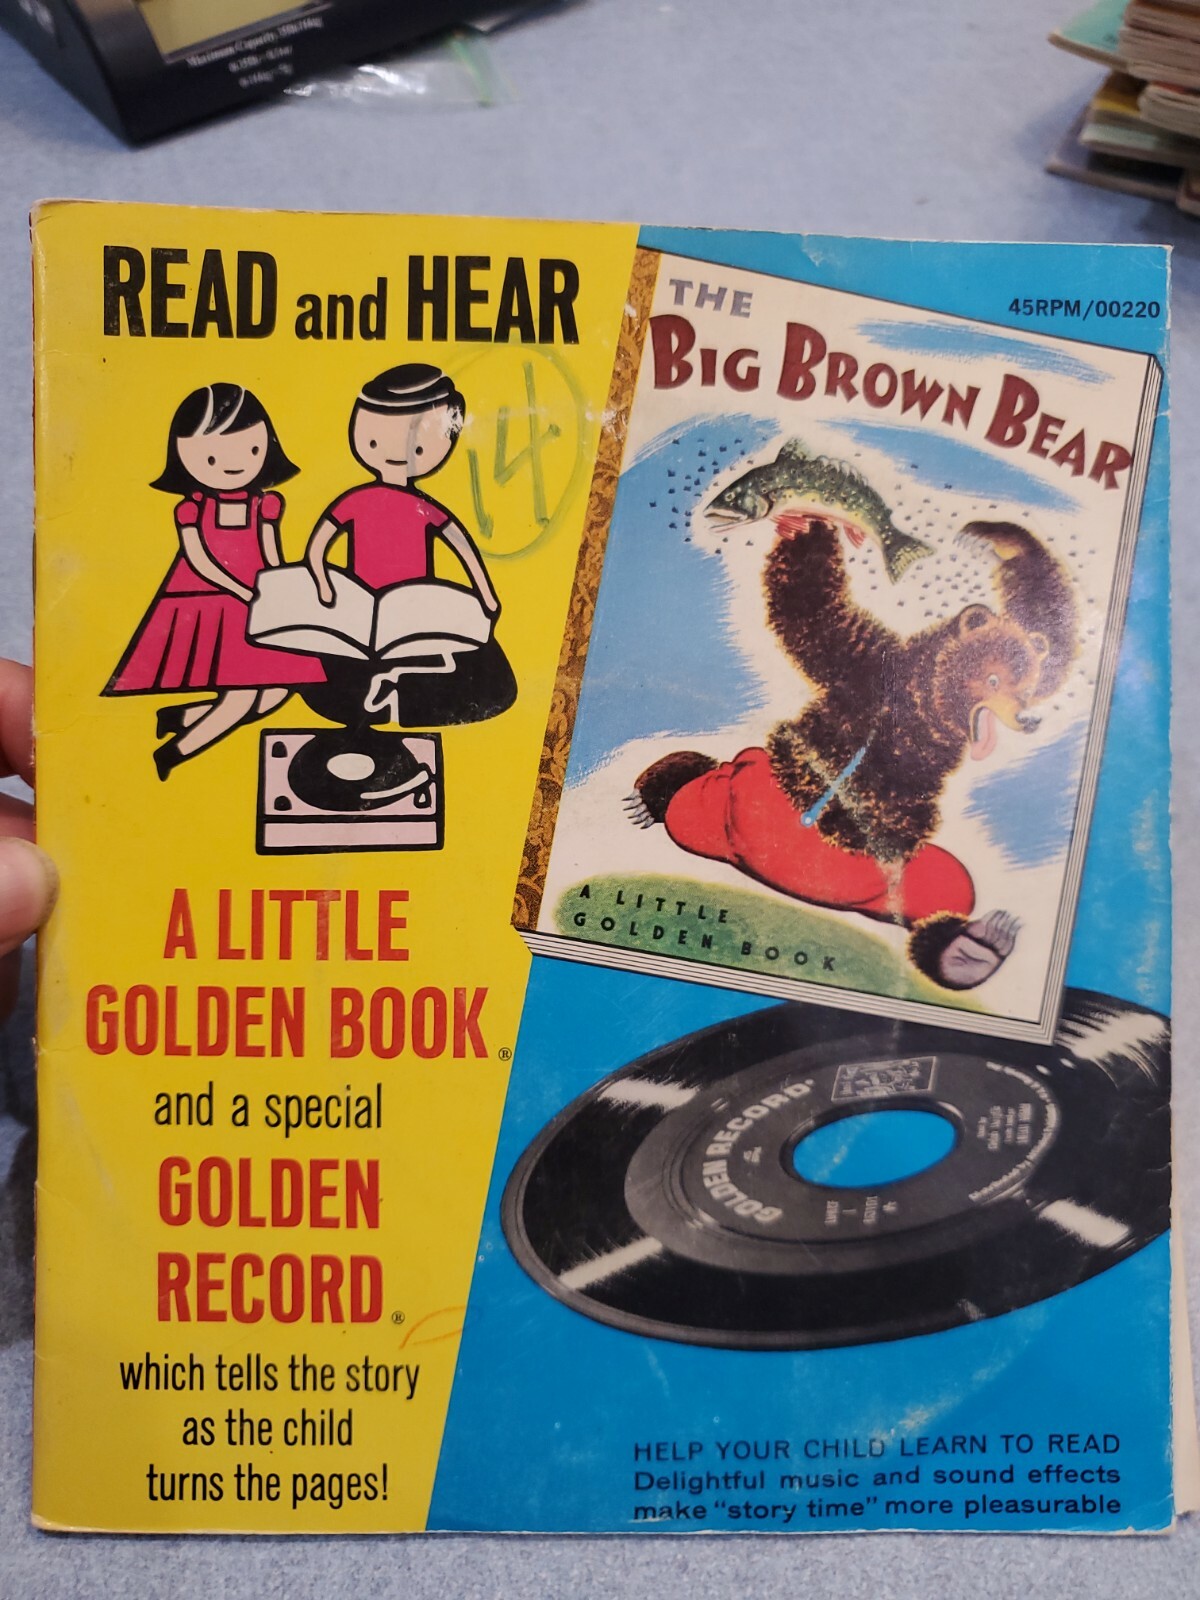 Maximum Capacity:
READ and HEAR
14
A LITTLE
GOLDEN BOOK®
and a special
GOLDEN
RECORD®
which tells the story
as the child
turns the pages!
45RPM/00220
THE
BIG BROWN BEAR
A LITTLE
GOLDEN BOOK
GOLDEN RECORD
HELP YOUR CHILD LEARN TO READ
Delightful music and sound effects
make "story time" more pleasurable